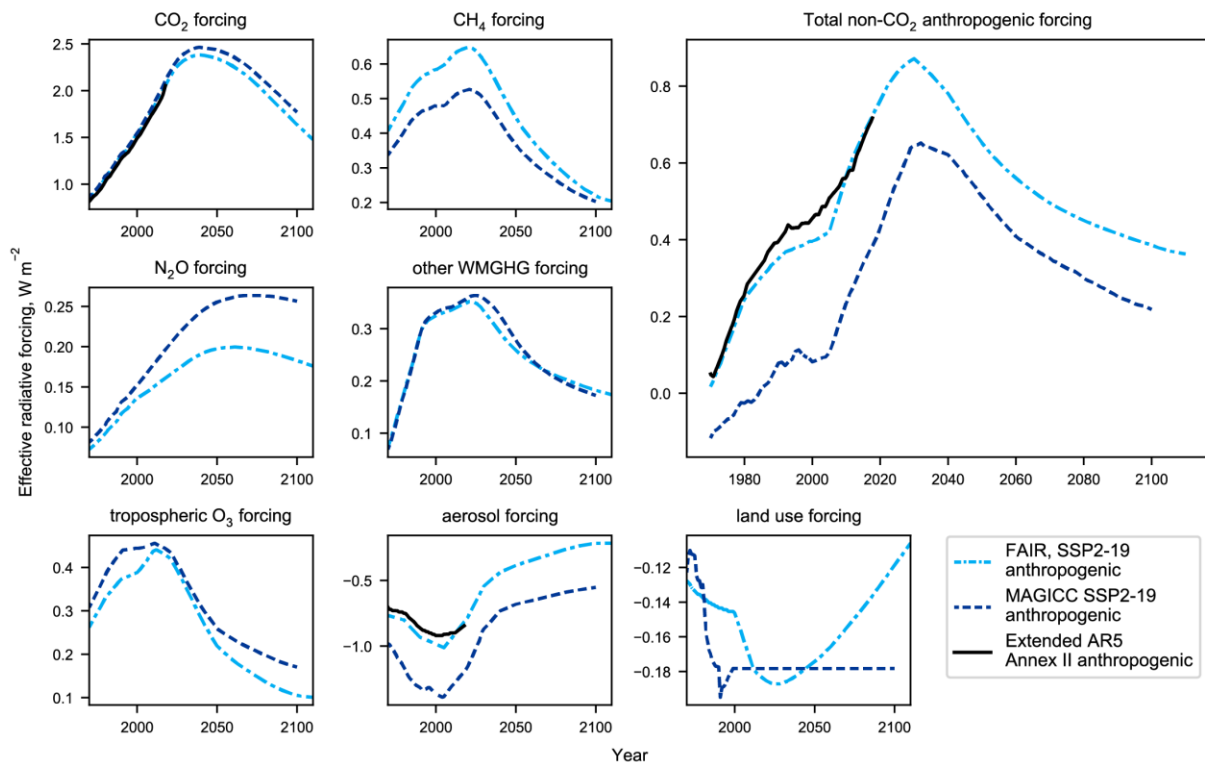 CO₂ forcing
2.5
2.0
1.5
1.0
2000 2050 2100
CH₄ forcing
0.6
0.5
0.4
0.3
0.2
2000 2050 2100
Total non-CO₂ anthropogenic forcing
0.8
0.6
0.4
0.2
0.0
1980 2000 2020 2040 2060 2080 2100
N₂O forcing
0.25
0.20
0.15
0.10
2000 2050 2100
other WMGHG forcing
0.3
0.2
0.1
2000 2050 2100
Effective radiative forcing, W m⁻²
tropospheric O₃ forcing
0.4
0.3
0.2
0.1
2000 2050 2100
aerosol forcing
−0.5
−1.0
2000 2050 2100
land use forcing
−0.12
−0.14
−0.16
−0.18
2000 2050 2100
FAIR, SSP2-19
anthropogenic
MAGICC SSP2-19
anthropogenic
Extended AR5
Annex II anthropogenic
Year